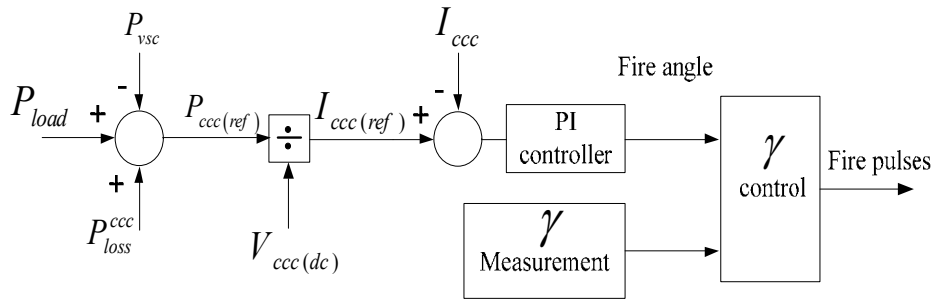 P_vsc
-
P_load
+
+
P_loss^ccc
P_ccc(ref)
÷
V_ccc(dc)
I_ccc(ref)
+
I_ccc
-
PI
controller
Fire angle
γ
Measurement
γ
control
Fire pulses